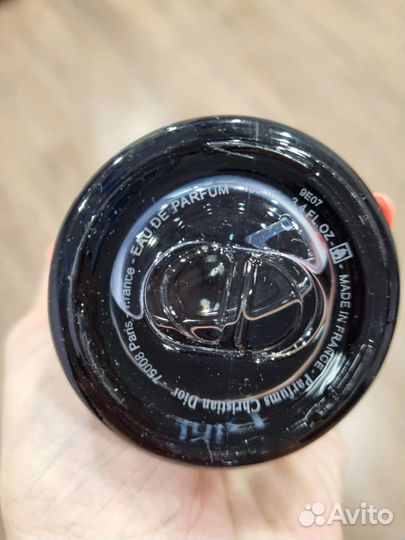 EAU DE PARFUM
9E07
3.4 FL.OZ. - MADE IN FRANCE - Parfums Christian Dior - 75008 Paris France -
Avito